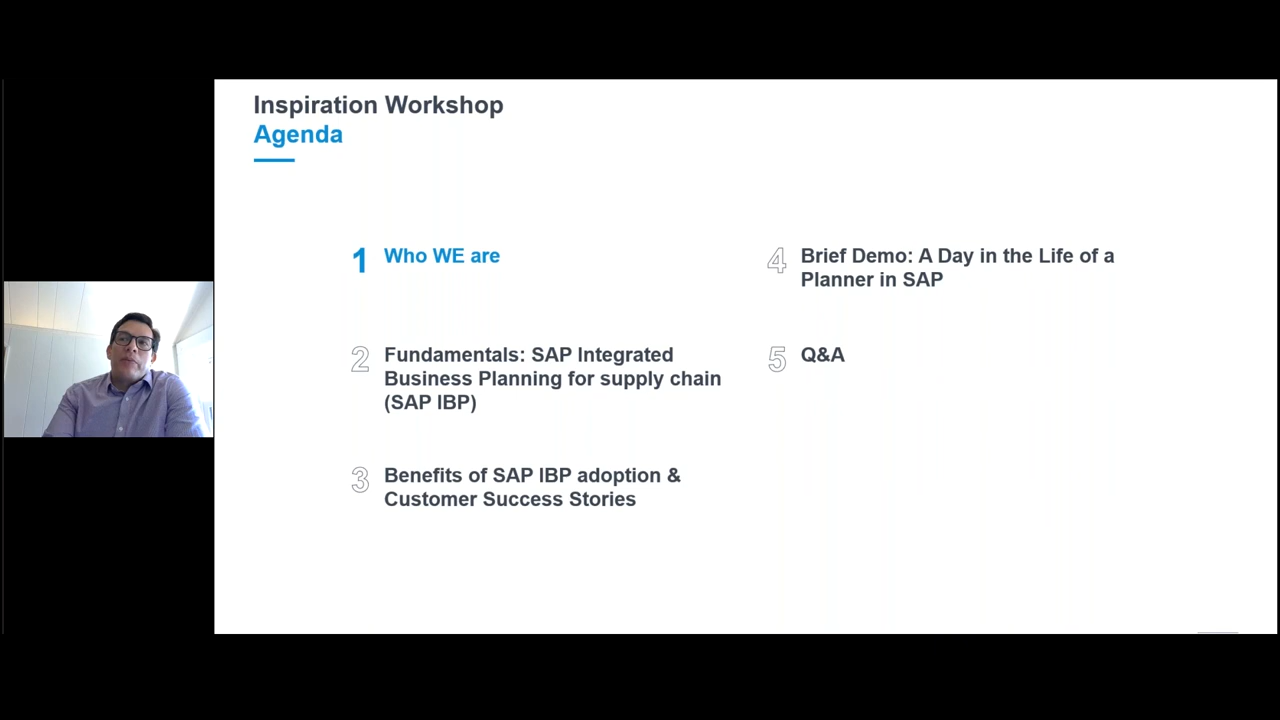 Inspiration Workshop
Agenda
1 Who WE are
2 Fundamentals: SAP Integrated
Business Planning for supply chain
(SAP IBP)
3 Benefits of SAP IBP adoption &
Customer Success Stories
4 Brief Demo: A Day in the Life of a
Planner in SAP
5 Q&A